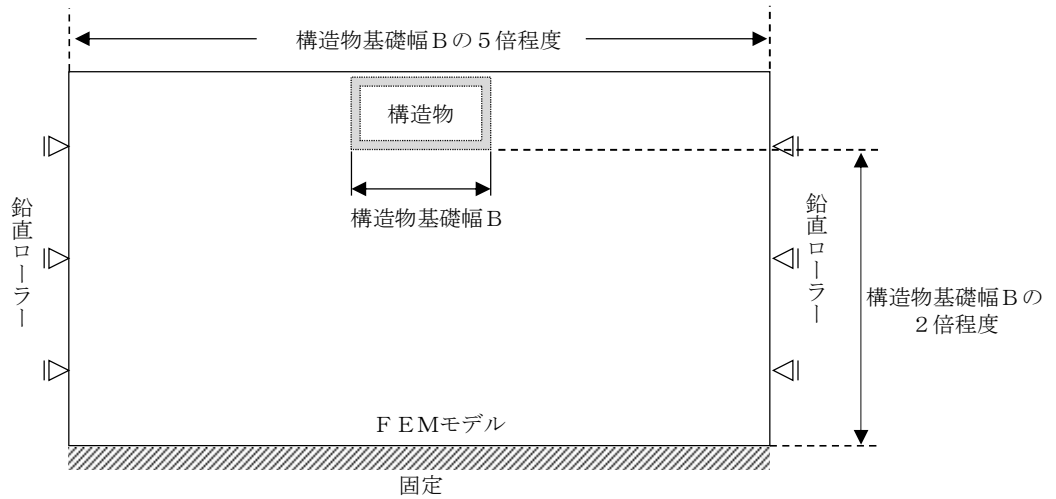 構造物基礎幅Ｂの５倍程度
構造物
構造物基礎幅Ｂ
鉛直ローラー
鉛直ローラー
構造物基礎幅Ｂの
２倍程度
ＦＥＭモデル
固定